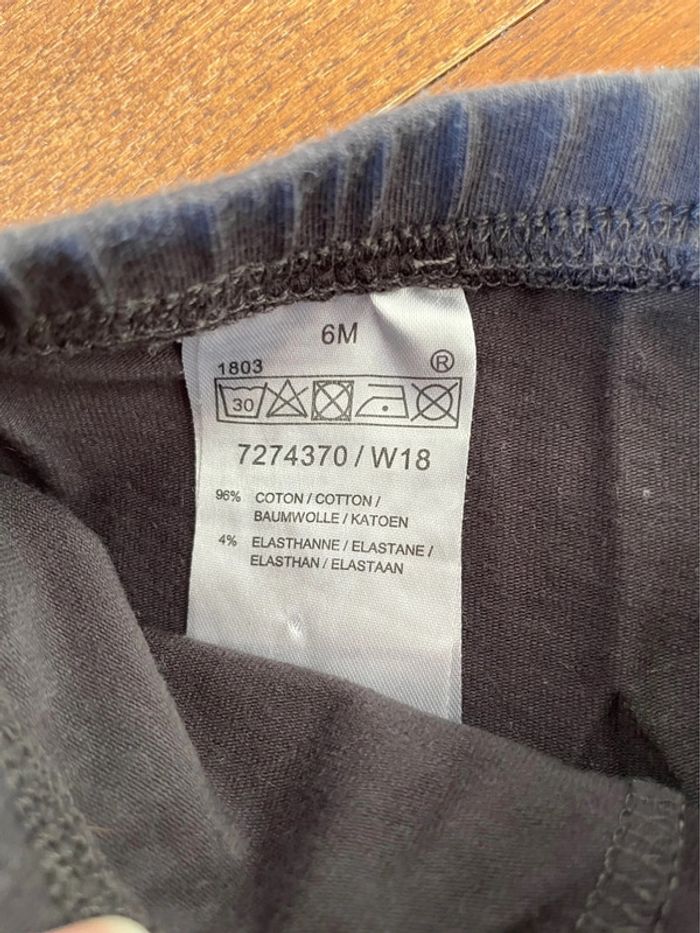 6M
1803 ®
30
7274370 / W18
96% COTON / COTTON /
BAUMWOLLE / KATOEN
4% ELASTHANNE / ELASTANE /
ELASTHAN / ELASTAAN